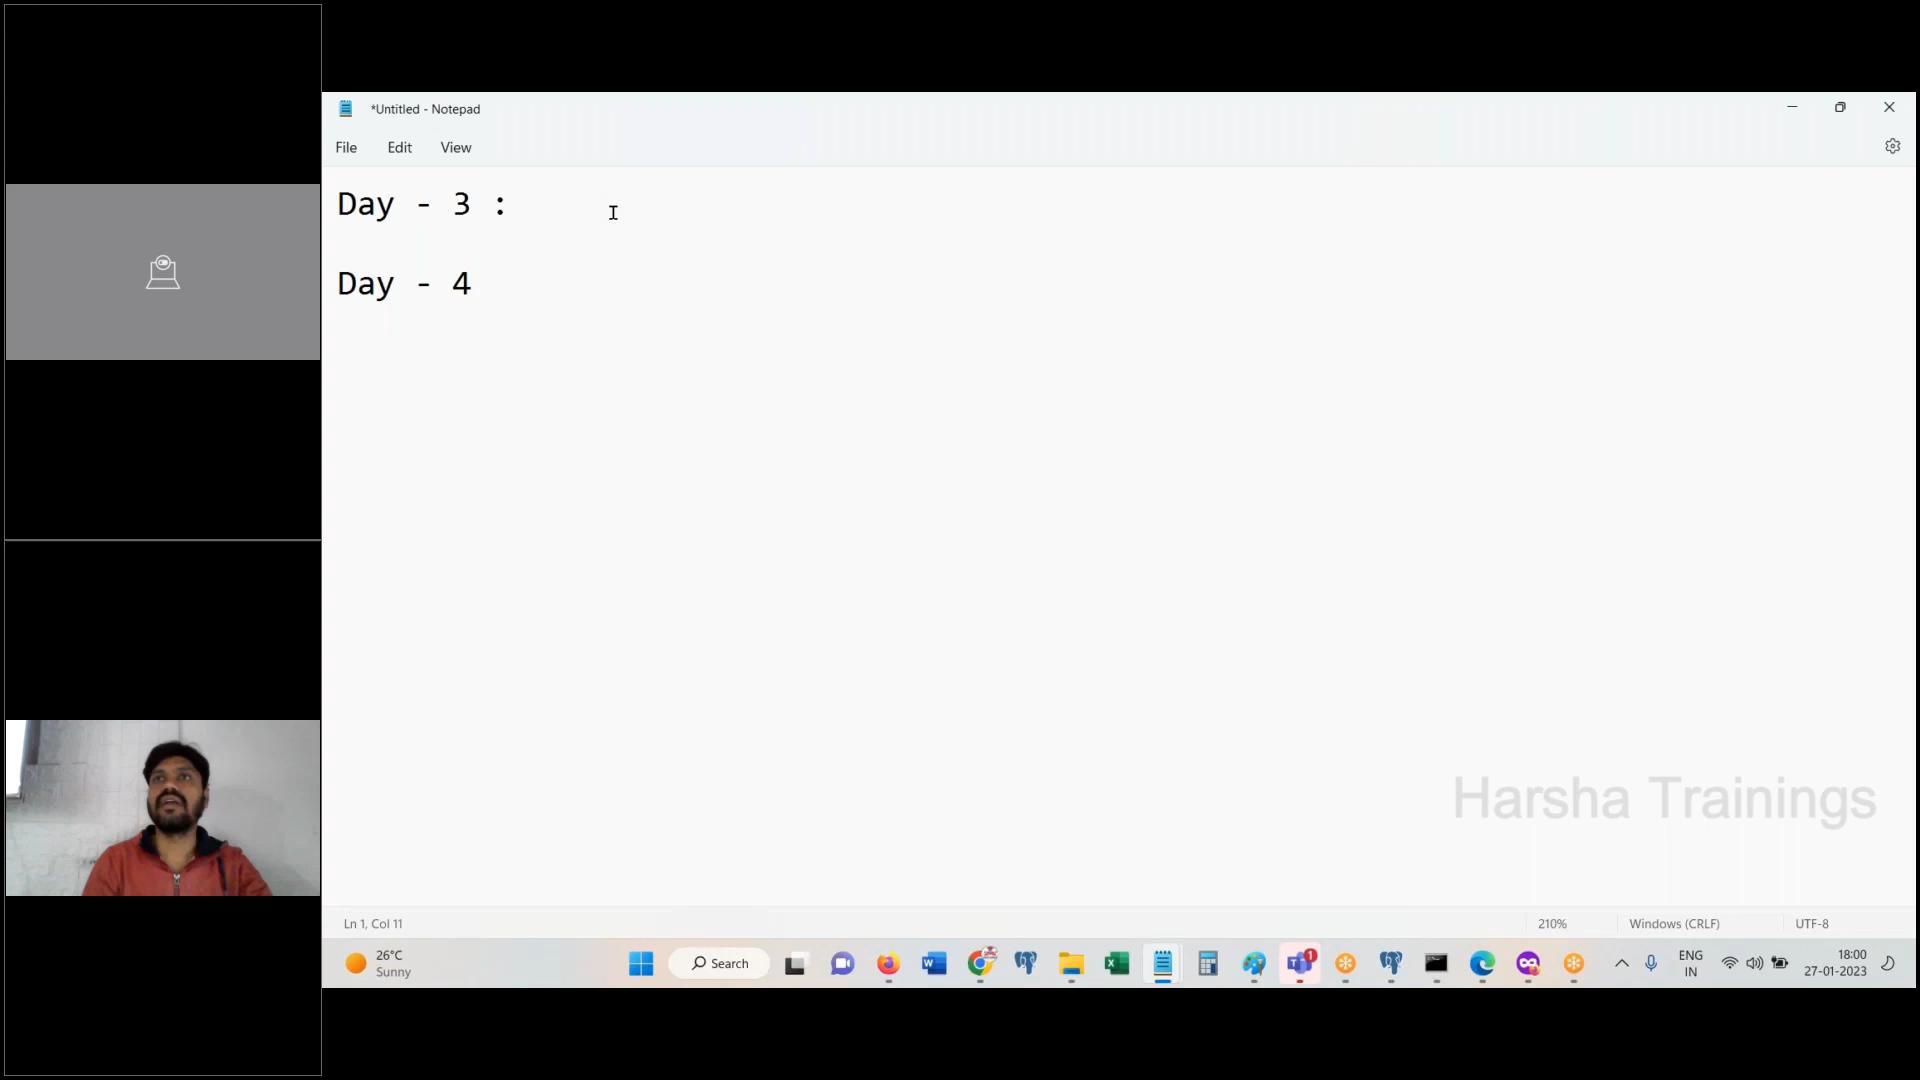 *Untitled - Notepad
File Edit View
Day - 3 :
Day - 4
Harsha Trainings
Ln 1, Col 11 210% Windows (CRLF) UTF-8
26°C
Sunny
Search
1
ENG
IN
18:00
27-01-2023